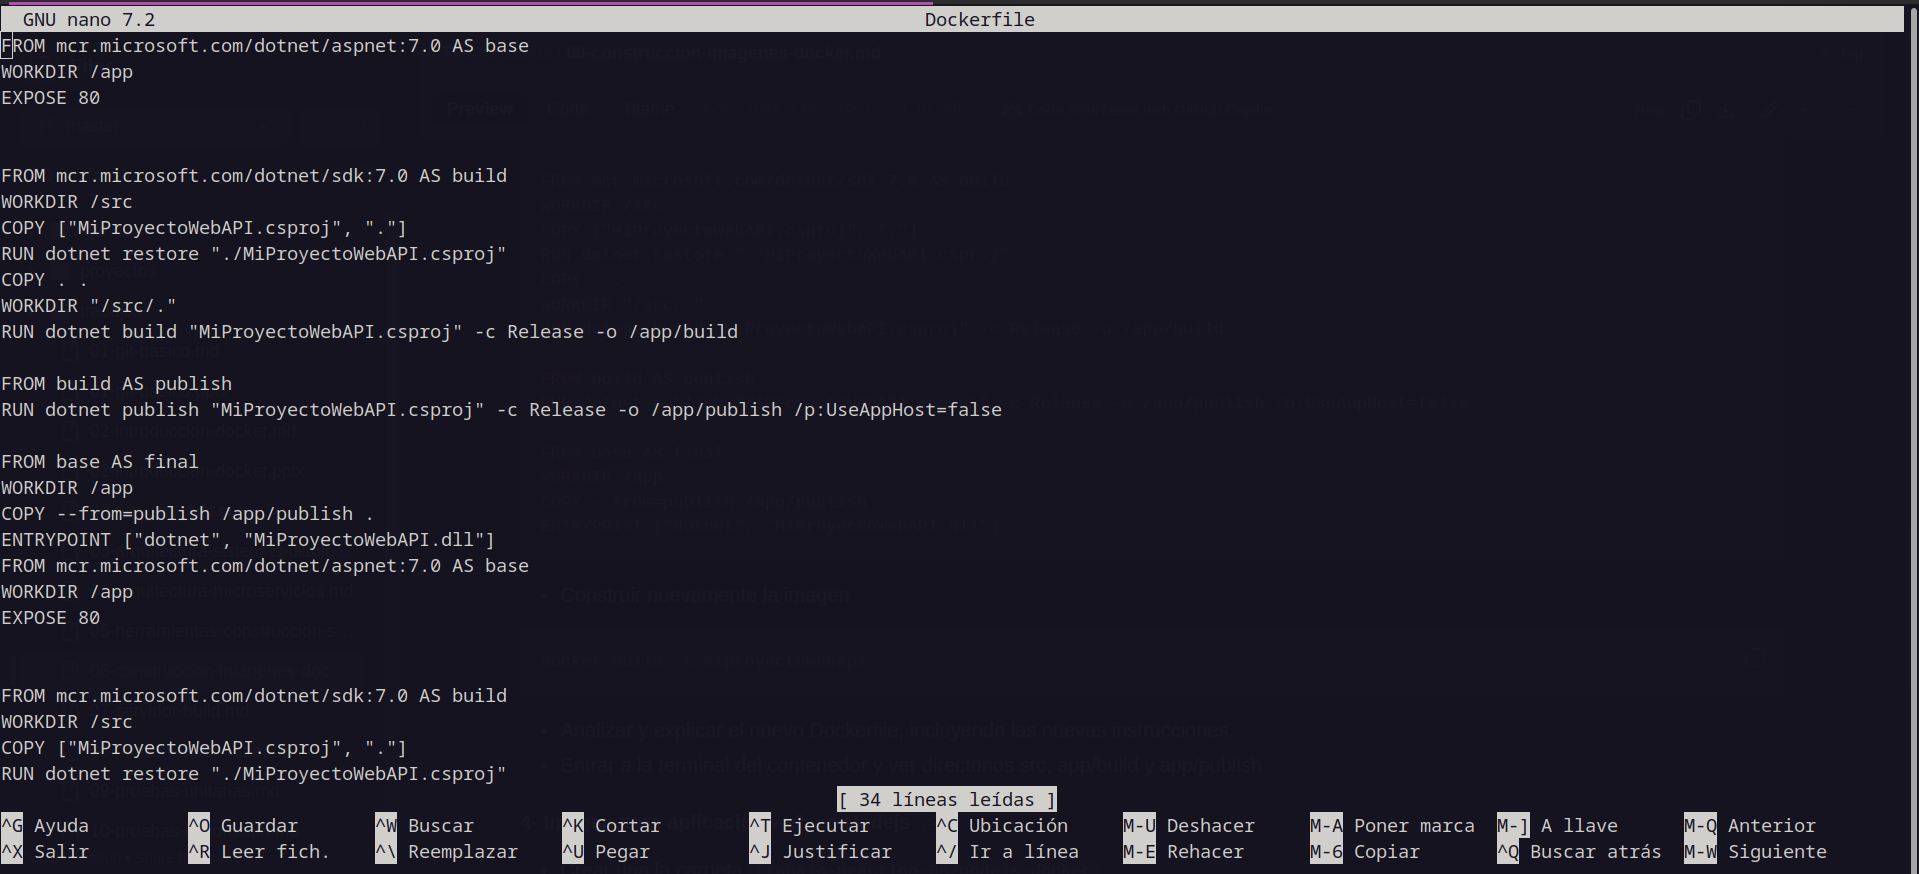 GNU nano 7.2 Dockerfile
FROM mcr.microsoft.com/dotnet/aspnet:7.0 AS base
WORKDIR /app
EXPOSE 80
FROM mcr.microsoft.com/dotnet/sdk:7.0 AS build
WORKDIR /src
COPY ["MiProyectoWebAPI.csproj", "."]
RUN dotnet restore "./MiProyectoWebAPI.csproj"
COPY . .
WORKDIR "/src/."
RUN dotnet build "MiProyectoWebAPI.csproj" -c Release -o /app/build
FROM build AS publish
RUN dotnet publish "MiProyectoWebAPI.csproj" -c Release -o /app/publish /p:UseAppHost=false
FROM base AS final
WORKDIR /app
COPY --from=publish /app/publish .
ENTRYPOINT ["dotnet", "MiProyectoWebAPI.dll"]
FROM mcr.microsoft.com/dotnet/aspnet:7.0 AS base
WORKDIR /app
EXPOSE 80
FROM mcr.microsoft.com/dotnet/sdk:7.0 AS build
WORKDIR /src
COPY ["MiProyectoWebAPI.csproj", "."]
RUN dotnet restore "./MiProyectoWebAPI.csproj"
[ 34 líneas leídas ]
^G Ayuda ^O Guardar ^W Buscar ^K Cortar ^T Ejecutar ^C Ubicación M-U Deshacer M-A Poner marca M-] A llave M-Q Anterior
^X Salir ^R Leer fich. ^\ Reemplazar ^U Pegar ^J Justificar ^/ Ir a línea M-E Rehacer M-6 Copiar ^Q Buscar atrás M-W Siguiente